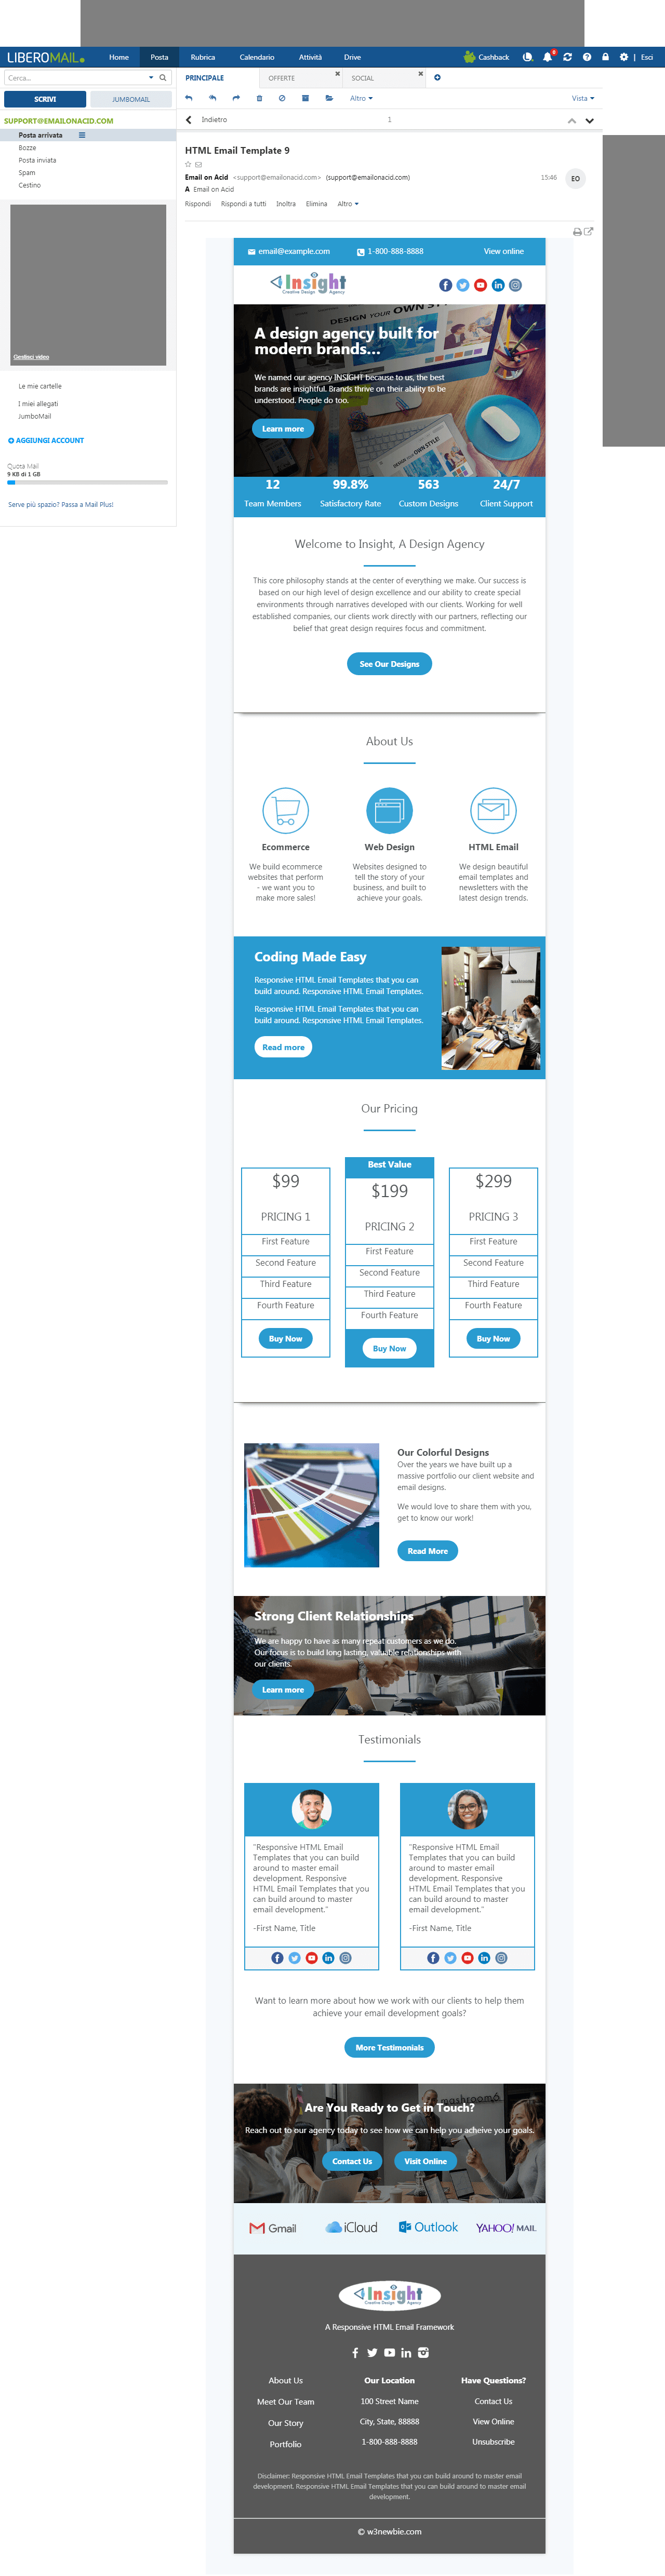 LIBEROMAIL
Home
Posta
Rubrica
Calendario
Attività
Drive
Cashback
Esci
Cerca...
SCRIVI
JUMBOMAIL
SUPPORT@EMAILONACID.COM
Posta arrivata
Bozze
Posta inviata
Spam
Cestino
Gestisci video
Le mie cartelle
I miei allegati
JumboMail
AGGIUNGI ACCOUNT
Quota Mail
9 KB di 1 GB
Serve più spazio? Passa a Mail Plus!
PRINCIPALE
OFFERTE
SOCIAL
Altro
Vista
Indietro
1
HTML Email Template 9
Email on Acid <support@emailonacid.com> (support@emailonacid.com)
15:46
EO
A Email on Acid
Rispondi
Rispondi a tutti
Inoltra
Elimina
Altro
email@example.com
1-800-888-8888
View online
Insight
Creative Design Agency
A design agency built for
modern brands...
We named our agency INSIGHT because to us, the best
brands are insightful. Brands thrive on their ability to be
understood. People do too.
Learn more
12
99.8%
563
24/7
Team Members
Satisfactory Rate
Custom Designs
Client Support
Welcome to Insight, A Design Agency
This core philosophy stands at the center of everything we make. Our success is
based on our high level of design excellence and our ability to create special
environments through narratives developed with our clients. Working for well
established companies, our clients work directly with our partners, reflecting our
belief that great design requires focus and commitment.
See Our Designs
About Us
Ecommerce
We build ecommerce
websites that perform
- we want you to
make more sales!
Web Design
Websites designed to
tell the story of your
business, and built to
achieve your goals.
HTML Email
We design beautiful
email templates and
newsletters with the
latest design trends.
Coding Made Easy
Responsive HTML Email Templates that you can
build around. Responsive HTML Email Templates.
Responsive HTML Email Templates that you can
build around. Responsive HTML Email Templates.
Read more
Our Pricing
$99
PRICING 1
First Feature
Second Feature
Third Feature
Fourth Feature
Buy Now
Best Value
$199
PRICING 2
First Feature
Second Feature
Third Feature
Fourth Feature
Buy Now
$299
PRICING 3
First Feature
Second Feature
Third Feature
Fourth Feature
Buy Now
Our Colorful Designs
Over the years we have built up a
massive portfolio our client website and
email designs.
We would love to share them with you,
get to know our work!
Read More
Strong Client Relationships
We are happy to have as many repeat customers as we do.
Our focus is to build long lasting, valuable relationships with
our clients.
Learn more
Testimonials
"Responsive HTML Email
Templates that you can build
around to master email
development. Responsive
HTML Email Templates that you
can build around to master
email development."
-First Name, Title
"Responsive HTML Email
Templates that you can build
around to master email
development. Responsive
HTML Email Templates that you
can build around to master
email development."
-First Name, Title
Want to learn more about how we work with our clients to help them
achieve your email development goals?
More Testimonials
Are You Ready to Get in Touch?
Reach out to our agency today to see how we can help you acheive your goals.
Contact Us
Visit Online
Gmail
iCloud
Outlook
YAHOO! MAIL
Insight
Creative Design Agency
A Responsive HTML Email Framework
About Us
Meet Our Team
Our Story
Portfolio
Our Location
100 Street Name
City, State, 88888
1-800-888-8888
Have Questions?
Contact Us
View Online
Unsubscribe
Disclaimer: Responsive HTML Email Templates that you can build around to master email
development. Responsive HTML Email Templates that you can build around to master email
development.
© w3newbie.com